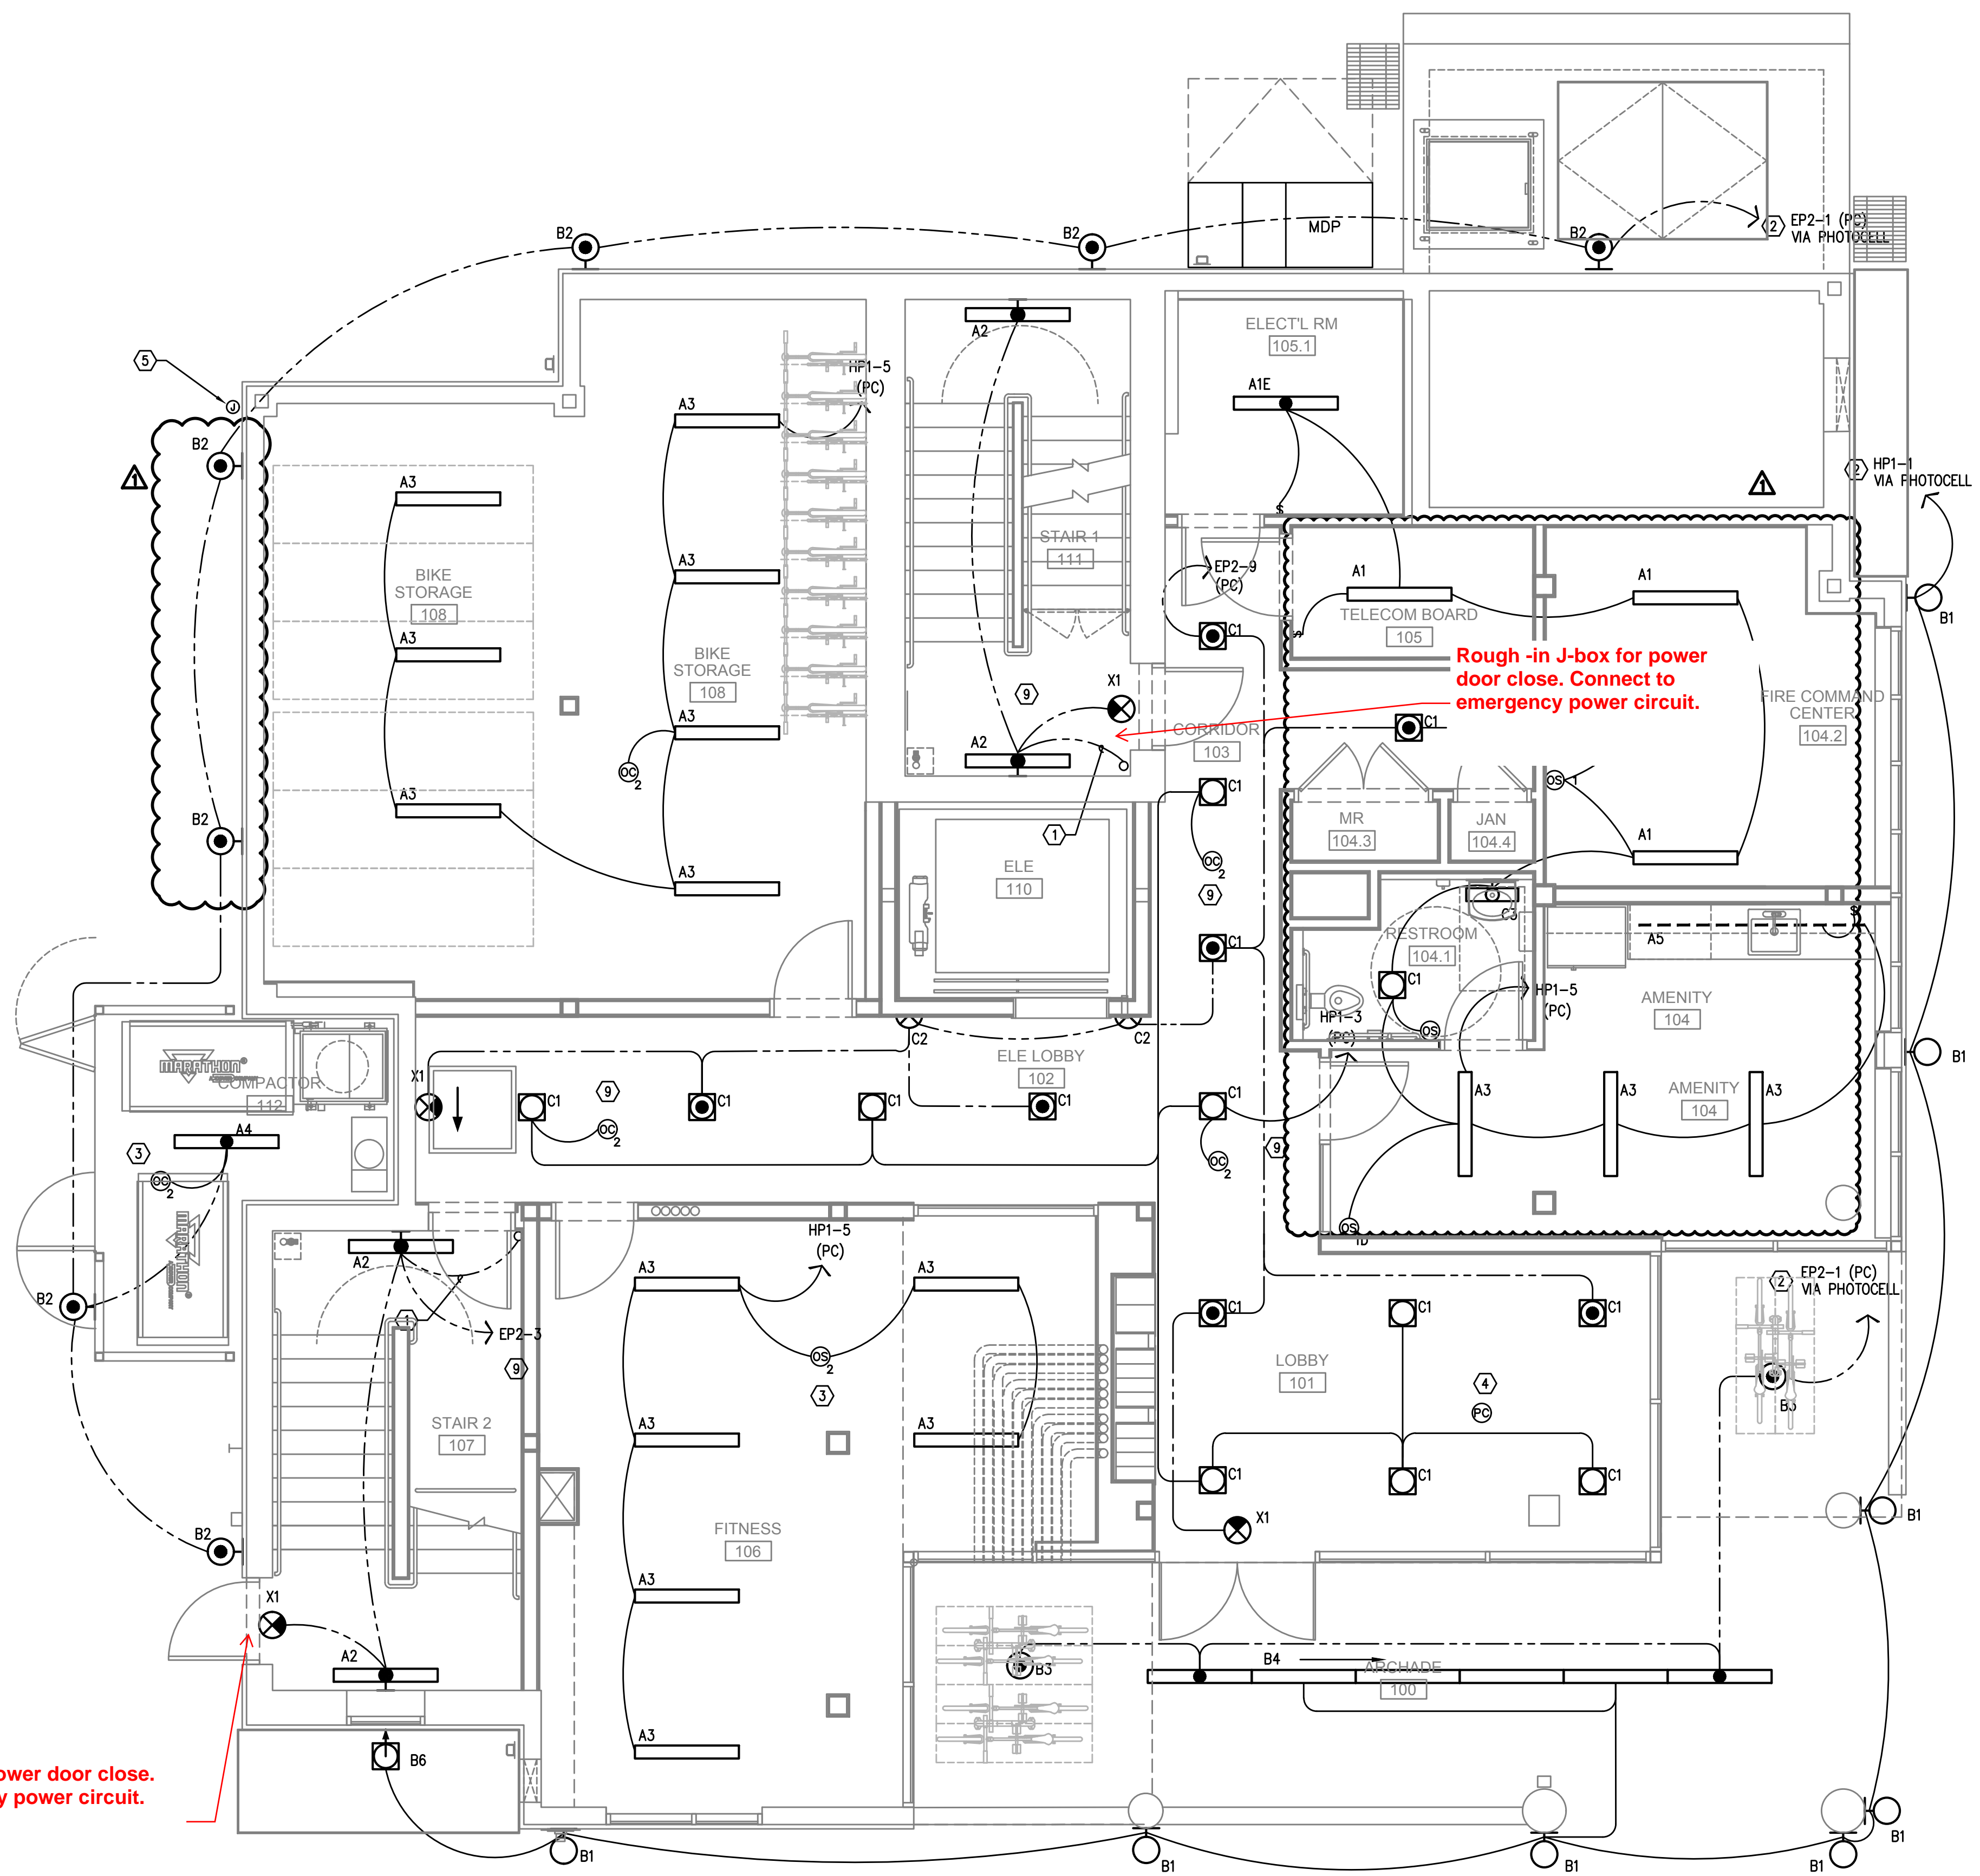 MDP
B2
B2
B2
2
EP2-1 (PC)
VIA PHOTOCELL
5
J
B2
1
A3
HP1-5
(PC)
A2
ELECT'L RM
105.1
A1E
$
2
HP1-1
VIA PHOTOCELL
1
A3
A3
BIKE
STORAGE
108
STAIR 1
111
EP2-9
(PC)
A1
A1
TELECOM BOARD
105
$
B1
C1
A3
BIKE
STORAGE
108
A3
Rough -in J-box for power
door close. Connect to
emergency power circuit.
9
X1
FIRE COMMAND
CENTER
104.2
CORRIDOR
103
C1
A2
OC
2
A3
C1
OS
B2
1
MR
104.3
JAN
104.4
A1
OC
2
ELE
110
9
A3
C3
$
A5
RESTROOM
104.1
C1
C1
HP1-5
(PC)
AMENITY
104
OS
HP1-3
(PC)
C2
C2
ELE LOBBY
102
B1
MARATHON
COMPACTOR
112
X1
C1
9
C1
C1
C1
C1
A3
A3
A3
AMENITY
104
OC
2
OC
2
9
A4
3
OC
2
MARATHON
OS
A2
HP1-5
(PC)
A3
A3
2
EP2-1 (PC)
VIA PHOTOCELL
B2
1
EP2-3
C1
C1
C1
OS
2
9
3
LOBBY
101
4
PC
B3
STAIR 2
107
A3
A3
C1
C1
C1
X1
B1
FITNESS
106
B2
X1
A3
A2
B3
B4
ARCHADE
100
A3
B6
ower door close.
y power circuit.
B1
B1
B1
B1
B1